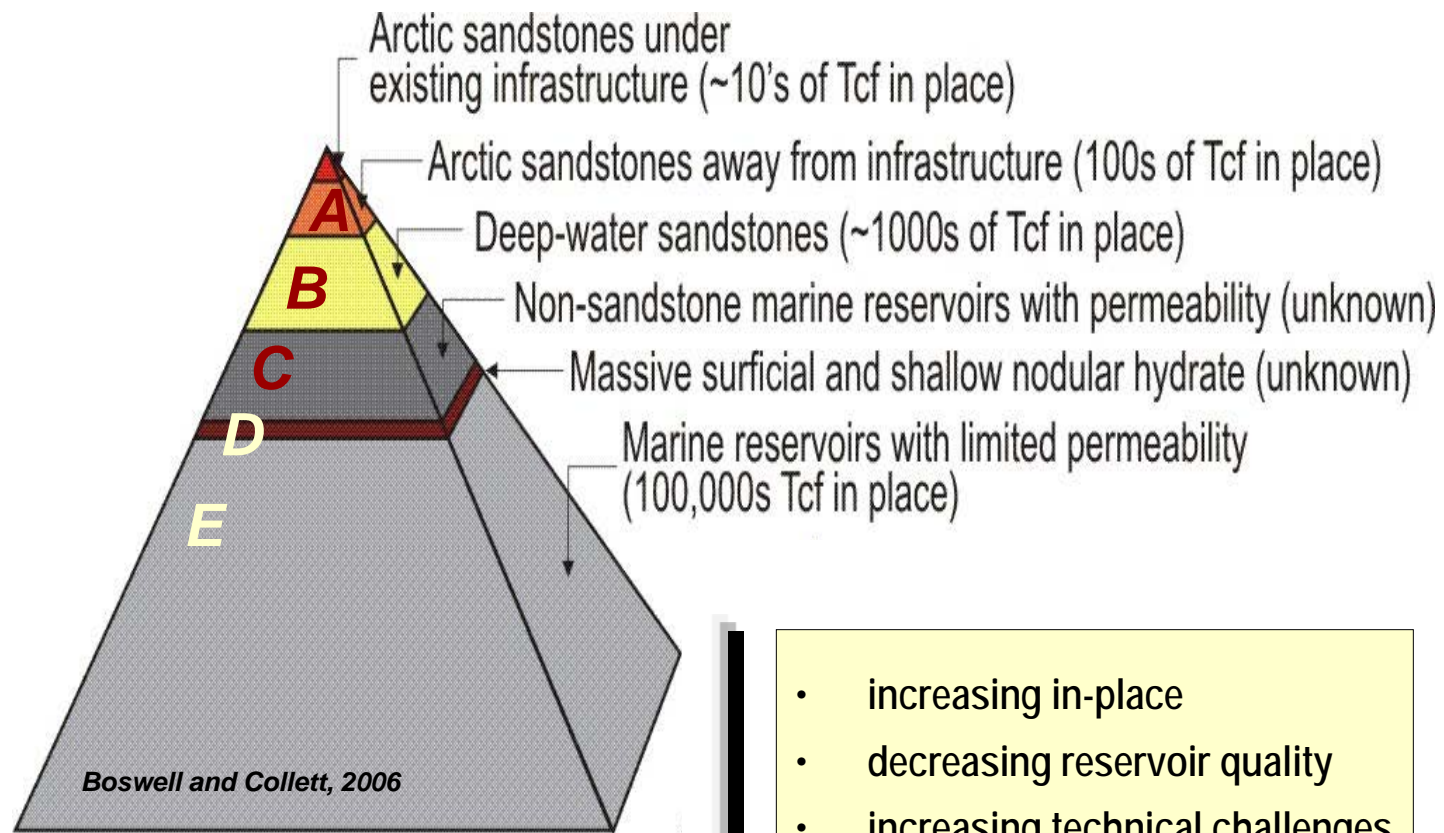 Arctic sandstones under
existing infrastructure (~10's of Tcf in place)
Arctic sandstones away from infrastructure (100s of Tcf in place)
Deep-water sandstones (~1000s of Tcf in place)
Non-sandstone marine reservoirs with permeability (unknown)
Massive surficial and shallow nodular hydrate (unknown)
Marine reservoirs with limited permeability
(100,000s Tcf in place)
A
B
C
D
E
Boswell and Collett, 2006
• increasing in-place
• decreasing reservoir quality
• increasing technical challenges